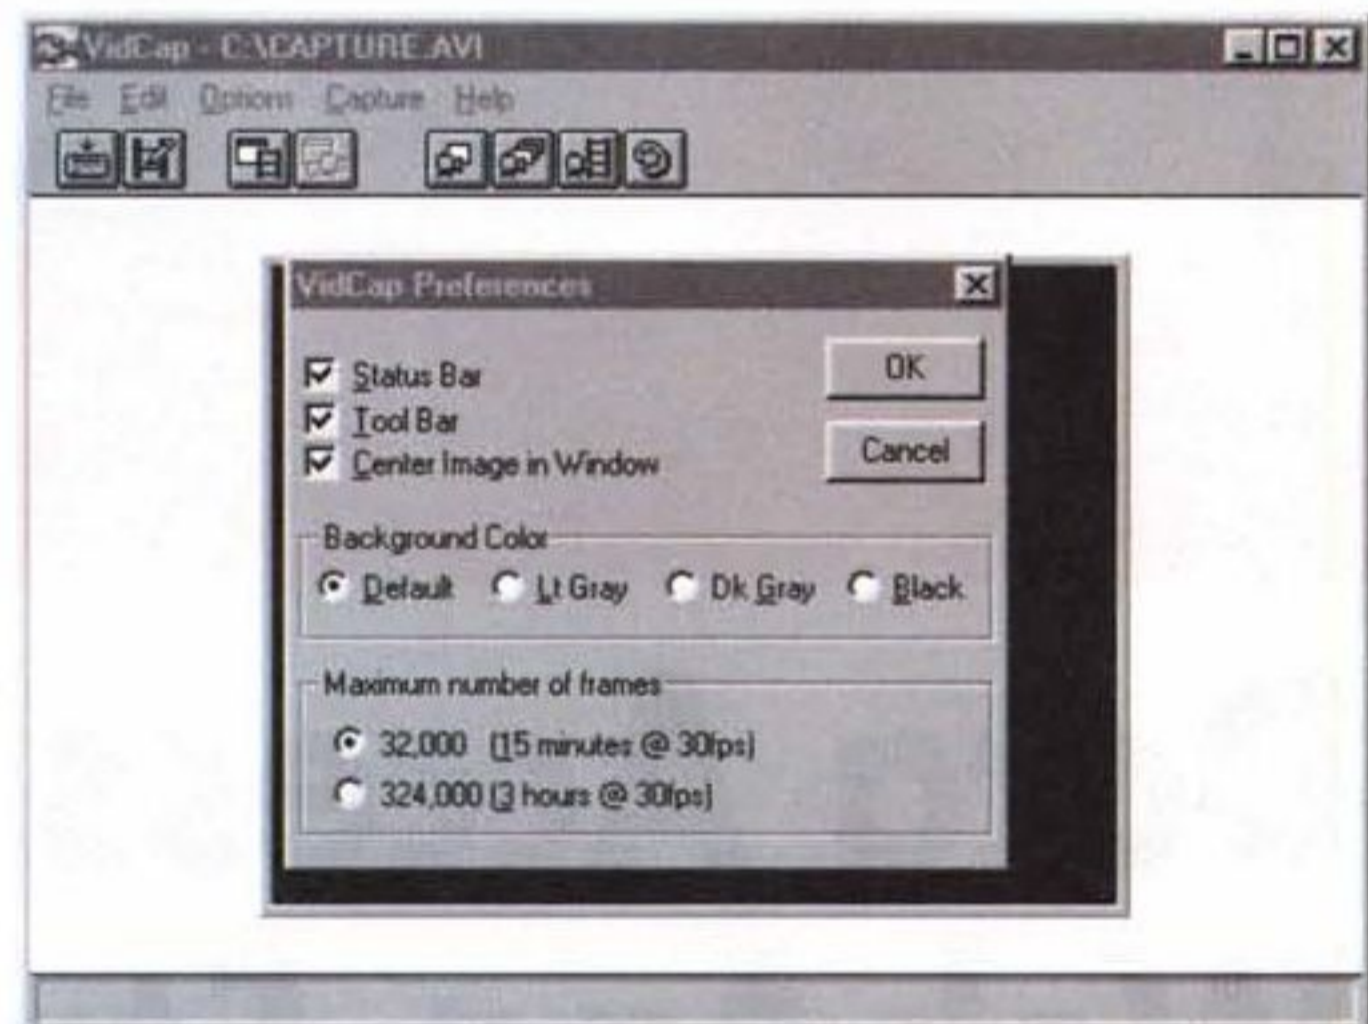 VidCap - C:\CAPTURE.AVI
File Edit Options Capture Help
VidCap Preferences
Status Bar
OK
Tool Bar
Center Image in Window
Cancel
Background Color
Default Lt Gray Dk Gray Black
Maximum number of frames
32,000 (15 minutes @ 30fps)
324,000 (3 hours @ 30fps)